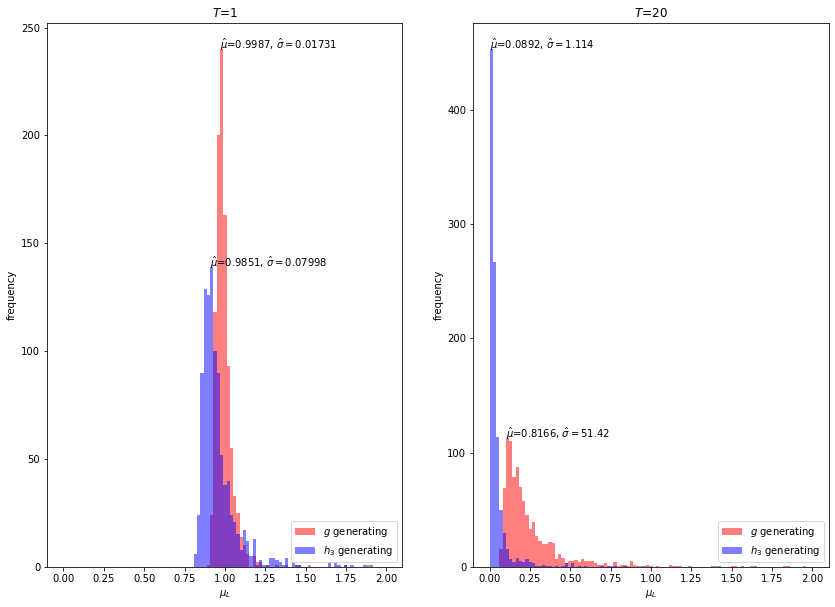 T=1
250
200
150
100
50
0
frequency
μ̂=0.9987, σ̂ = 0.01731
μ̂=0.9851, σ̂ = 0.07998
g generating
h₃ generating
0.00 0.25 0.50 0.75 1.00 1.25 1.50 1.75 2.00
μ_L
T=20
400
300
200
100
0
frequency
μ̂=0.0892, σ̂ = 1.114
μ̂=0.8166, σ̂ = 51.42
g generating
h₃ generating
0.00 0.25 0.50 0.75 1.00 1.25 1.50 1.75 2.00
μ_L